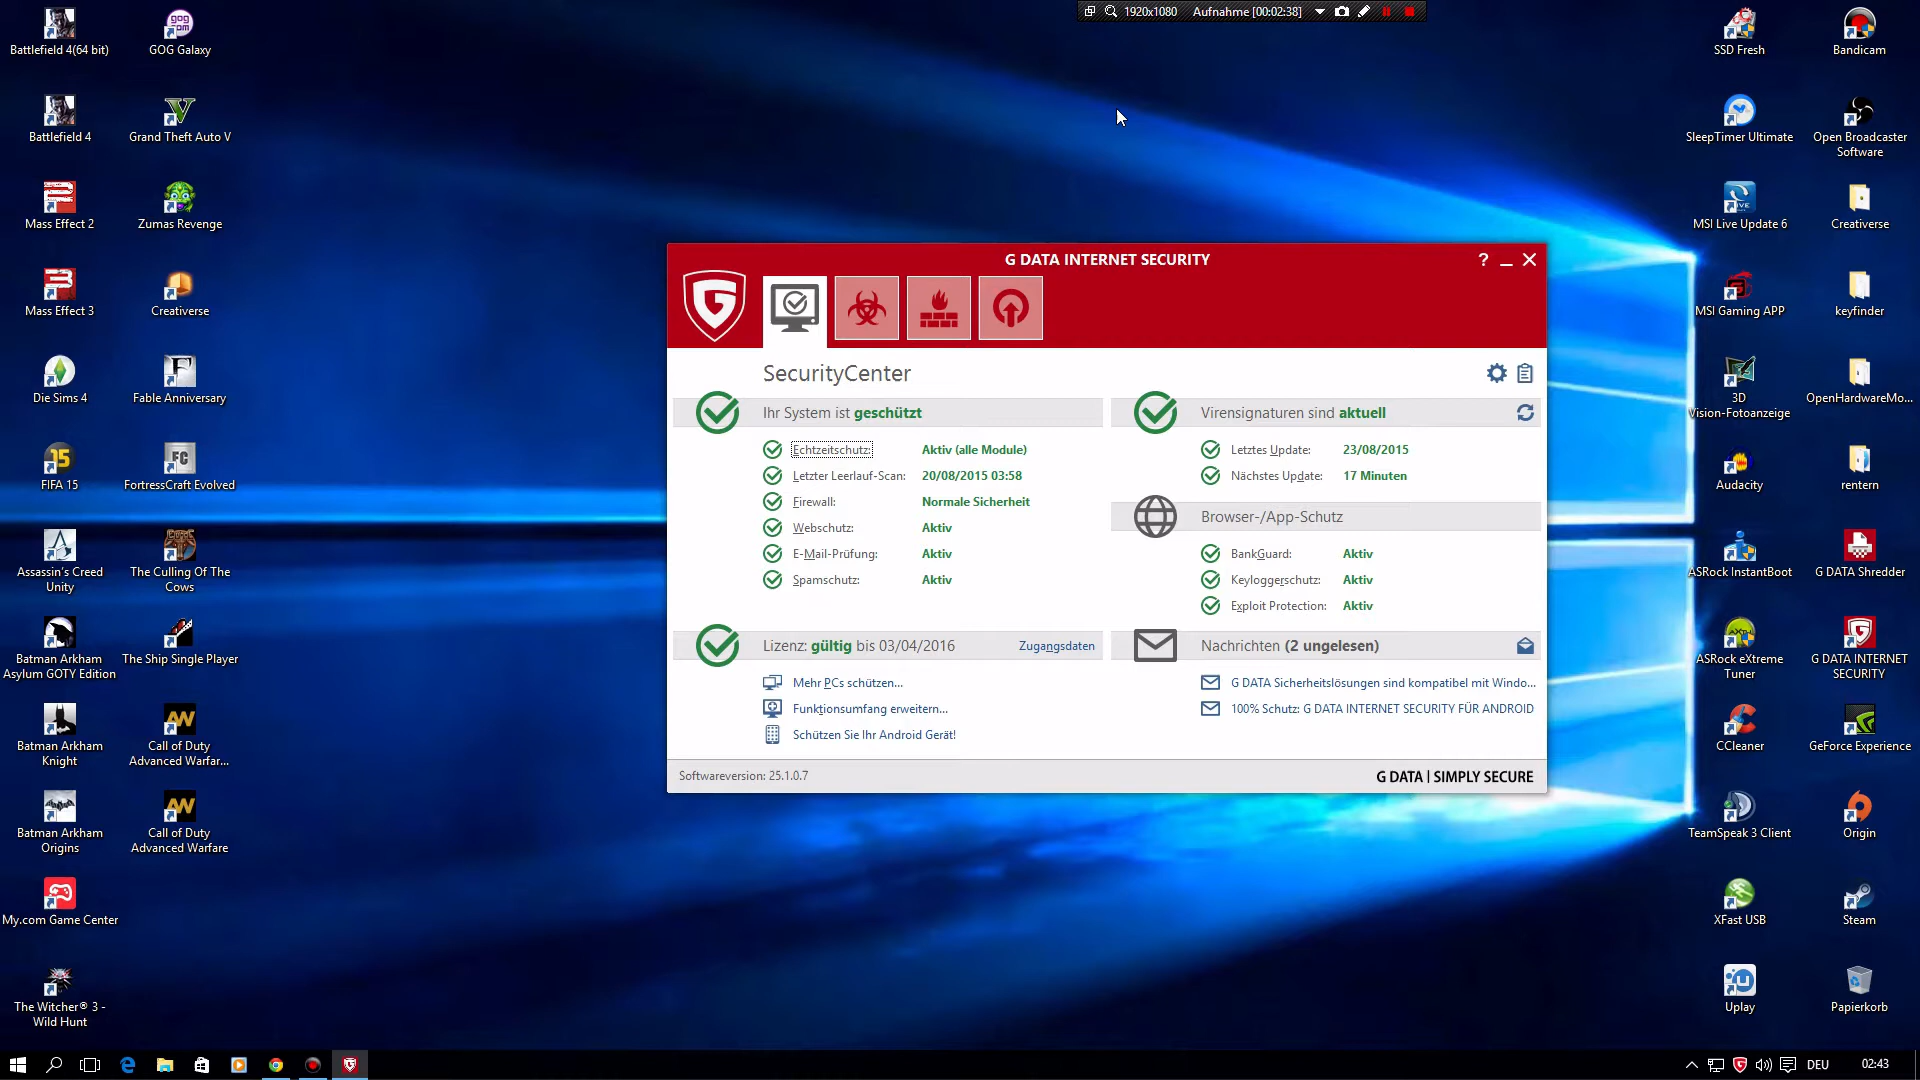 1920x1080 Aufnahme [00:02:38]
Battlefield 4(64 bit)
GOG Galaxy
Battlefield 4
Grand Theft Auto V
Mass Effect 2
Zumas Revenge
Mass Effect 3
Creativerse
Die Sims 4
Fable Anniversary
FIFA 15
FortressCraft Evolved
Assassin's Creed
Unity
The Culling Of The
Cows
Batman Arkham
Asylum GOTY Edition
The Ship Single Player
Batman Arkham
Knight
Call of Duty
Advanced Warfar...
Batman Arkham
Origins
Call of Duty
Advanced Warfare
My.com Game Center
The Witcher® 3 -
Wild Hunt
G DATA INTERNET SECURITY
?
SecurityCenter
Ihr System ist geschützt
Echtzeitschutz: Aktiv (alle Module)
Letzter Leerlauf-Scan: 20/08/2015 03:58
Firewall: Normale Sicherheit
Webschutz: Aktiv
E-Mail-Prüfung: Aktiv
Spamschutz: Aktiv
Virensignaturen sind aktuell
Letztes Update: 23/08/2015
Nächstes Update: 17 Minuten
Browser-/App-Schutz
BankGuard: Aktiv
Keyloggerschutz: Aktiv
Exploit Protection: Aktiv
Lizenz: gültig bis 03/04/2016 Zugangsdaten
Mehr PCs schützen...
Funktionsumfang erweitern...
Schützen Sie Ihr Android Gerät!
Nachrichten (2 ungelesen)
G DATA Sicherheitslösungen sind kompatibel mit Windo...
100% Schutz: G DATA INTERNET SECURITY FÜR ANDROID
Softwareversion: 25.1.0.7
G DATA | SIMPLY SECURE
SSD Fresh
Bandicam
SleepTimer Ultimate
Open Broadcaster
Software
MSI Live Update 6
Creativerse
MSI Gaming APP
keyfinder
3D
Vision-Fotoanzeige
OpenHardwareMo...
Audacity
rentern
ASRock InstantBoot
G DATA Shredder
ASRock eXtreme
Tuner
G DATA INTERNET
SECURITY
CCleaner
GeForce Experience
TeamSpeak 3 Client
Origin
XFast USB
Steam
Uplay
Papierkorb
DEU
02:43